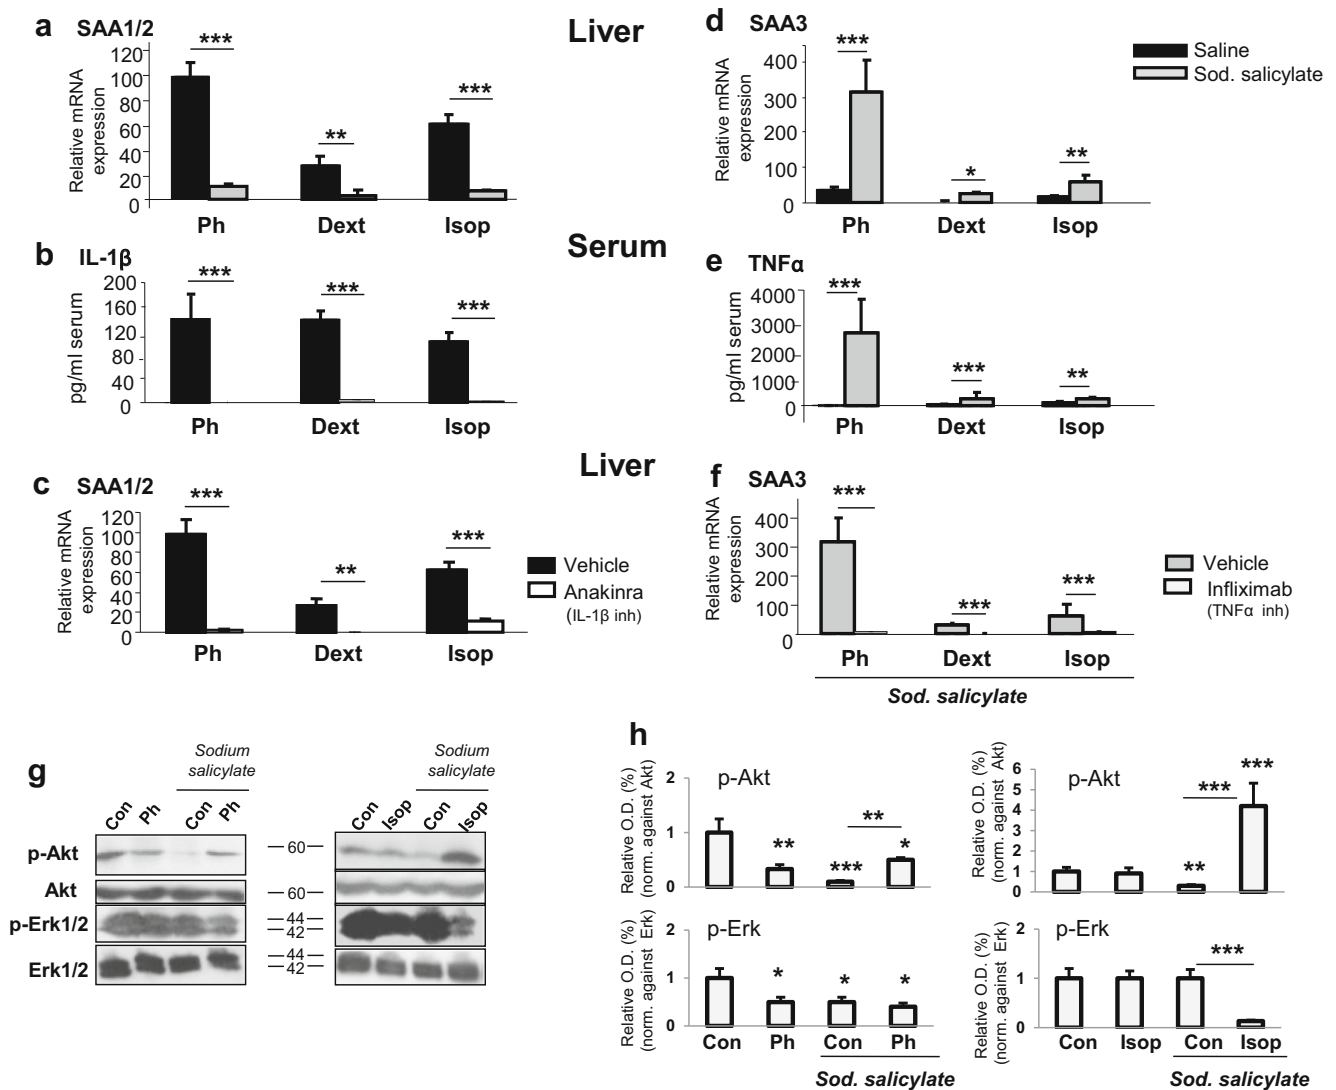 a SAA1/2
Liver
Relative mRNA
expression
120
100
80
60
40
20
0
***
**
***
Ph Dext Isop
d SAA3
Relative mRNA
expression
400
300
200
100
0
***
*
**
Ph Dext Isop
Saline
Sod. salicylate
Serum
b IL-1β
pg/ml serum
200
160
120
80
40
0
***
***
***
Ph Dext Isop
e TNFα
pg/ml serum
4000
3000
2000
1000
0
***
***
**
Ph Dext Isop
Liver
c SAA1/2
Relative mRNA
expression
120
100
80
60
40
20
0
***
**
***
Ph Dext Isop
Vehicle
Anakinra
(IL-1β inh)
f SAA3
Relative mRNA
expression
400
300
200
100
0
***
***
***
Ph Dext Isop
Sod. salicylate
Vehicle
Infliximab
(TNFα inh)
g
Sodium
salicylate
Con Ph Con Ph
Sodium
salicylate
Con Isop Con Isop
p-Akt
60
Akt
60
p-Erk1/2
44
42
Erk1/2
44
42
h
p-Akt
Relative O.D. (%)
(norm. against Akt)
2
1
0
**
***
**
*
p-Akt
Relative O.D. (%)
(norm. against Akt)
6
5
4
3
2
1
0
**
***
***
p-Erk
Relative O.D. (%)
(norm. against Erk)
2
1
0
*
*
*
Con Ph Con Ph
Sod. salicylate
p-Erk
Relative O.D. (%)
(norm. against Erk)
2
1
0
***
Con Isop Con Isop
Sod. salicylate